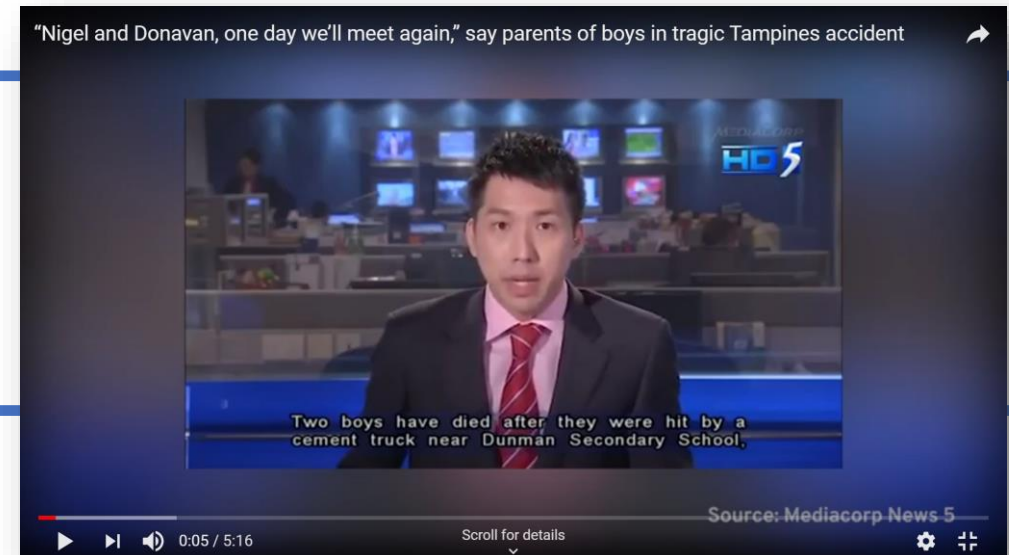 “Nigel and Donavan, one day we’ll meet again,” say parents of boys in tragic Tampines accident
MEDIACORP
HD 5
Two boys have died after they were hit by a
cement truck near Dunman Secondary School,
Source: Mediacorp News 5
0:05 / 5:16
Scroll for details